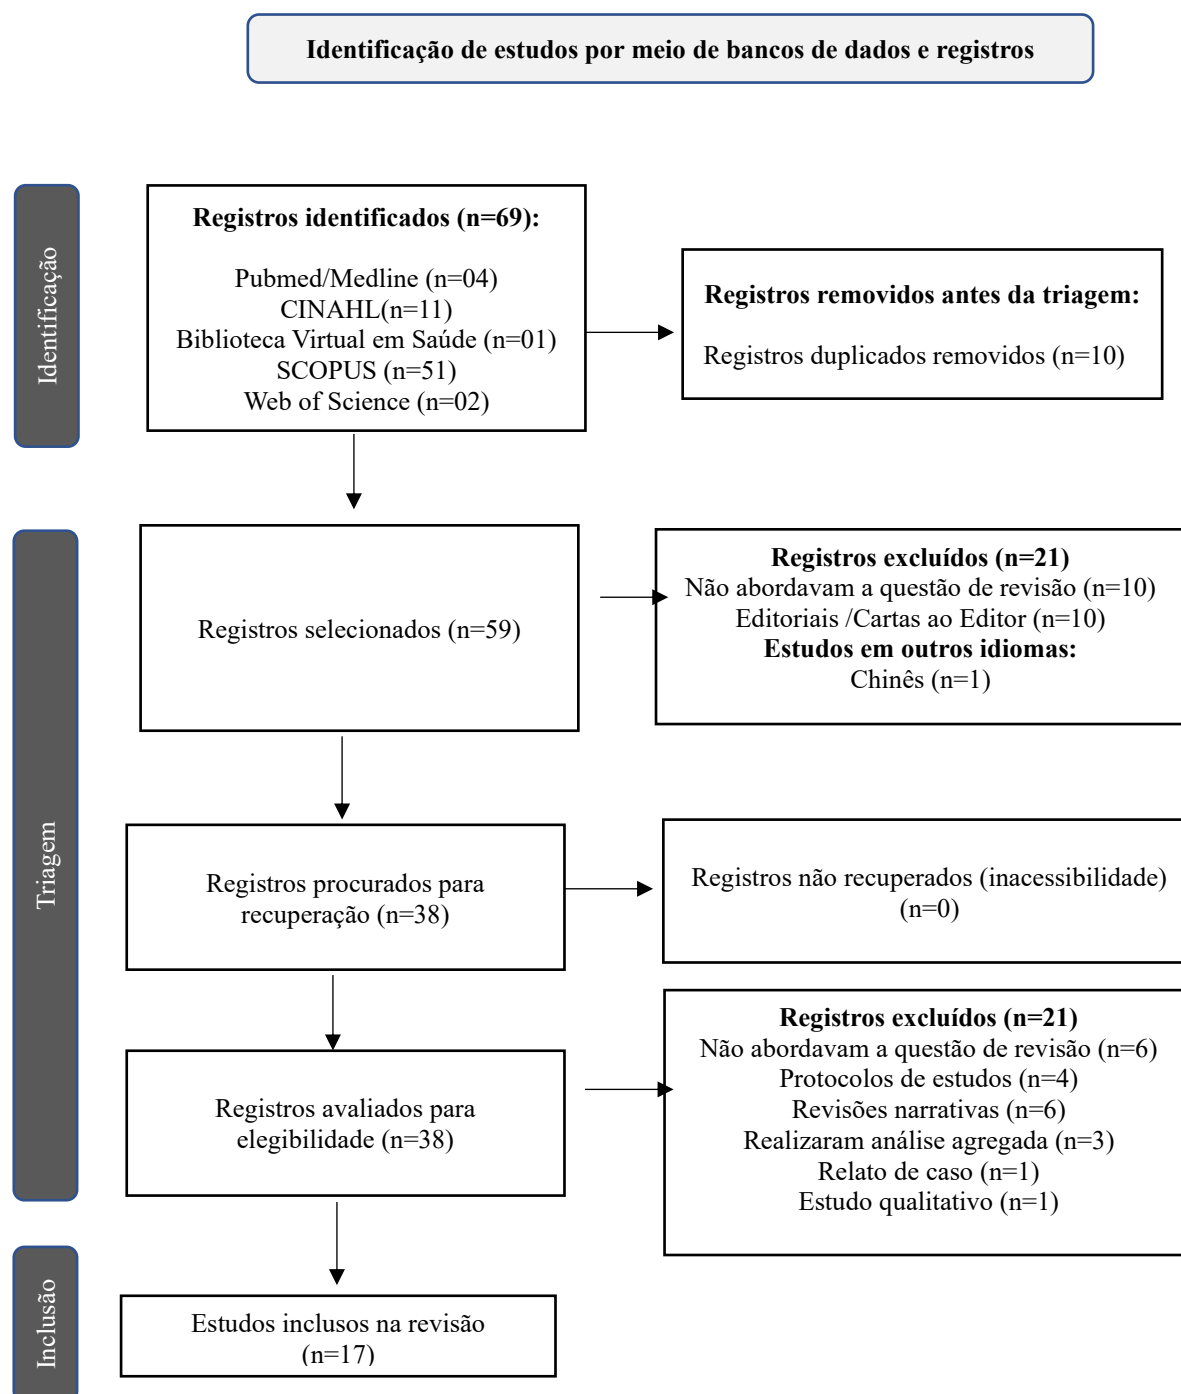 Identificação de estudos por meio de bancos de dados e registros
Identificação
Registros identificados (n=69):
Pubmed/Medline (n=04)
CINAHL(n=11)
Biblioteca Virtual em Saúde (n=01)
SCOPUS (n=51)
Web of Science (n=02)
Registros removidos antes da triagem:
Registros duplicados removidos (n=10)
Triagem
Registros selecionados (n=59)
Registros excluídos (n=21)
Não abordavam a questão de revisão (n=10)
Editoriais /Cartas ao Editor (n=10)
Estudos em outros idiomas:
Chinês (n=1)
Registros procurados para
recuperação (n=38)
Registros não recuperados (inacessibilidade)
(n=0)
Registros avaliados para
elegibilidade (n=38)
Registros excluídos (n=21)
Não abordavam a questão de revisão (n=6)
Protocolos de estudos (n=4)
Revisões narrativas (n=6)
Realizaram análise agregada (n=3)
Relato de caso (n=1)
Estudo qualitativo (n=1)
Inclusão
Estudos inclusos na revisão
(n=17)